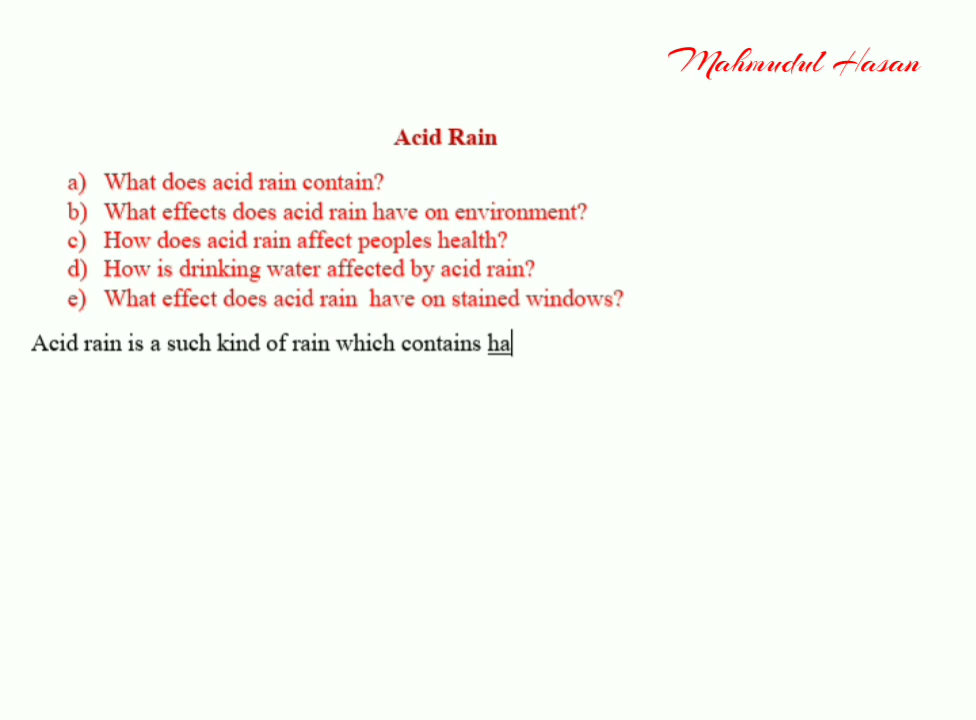 Mahmudul Hasan
Acid Rain
a) What does acid rain contain?
b) What effects does acid rain have on environment?
c) How does acid rain affect peoples health?
d) How is drinking water affected by acid rain?
e) What effect does acid rain have on stained windows?
Acid rain is a such kind of rain which contains ha